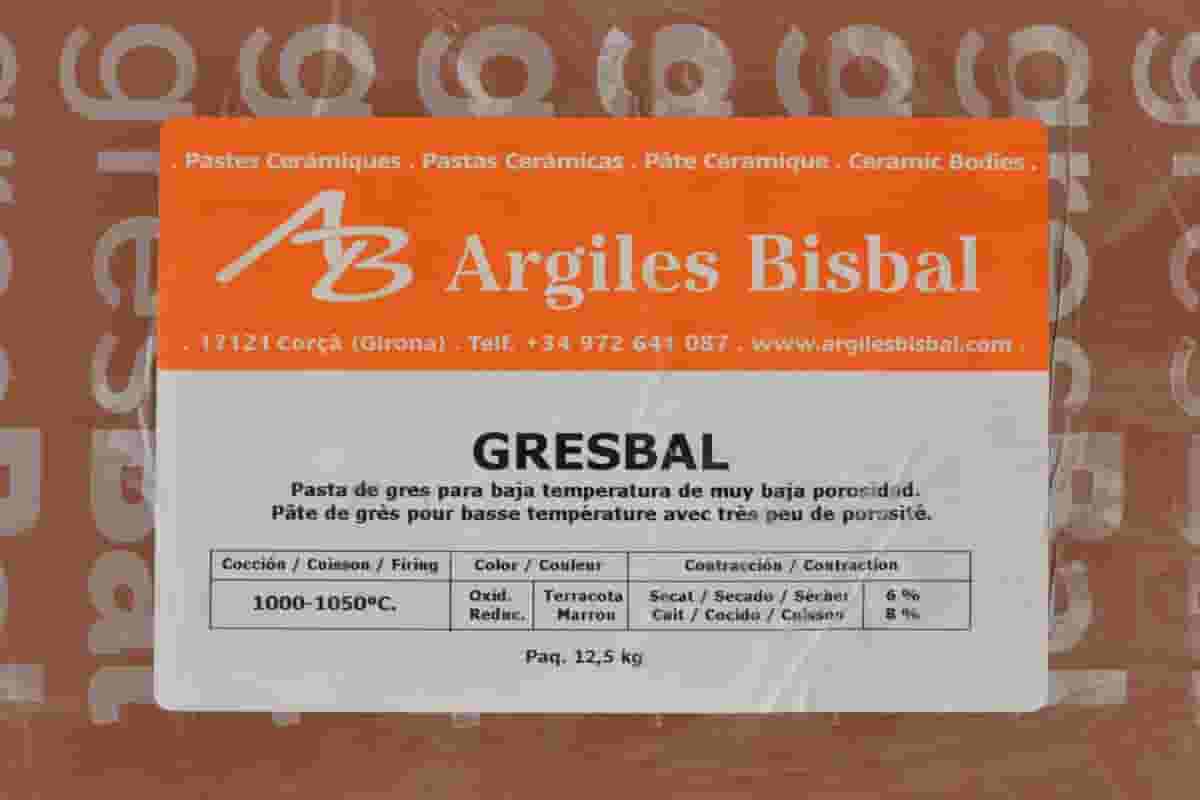 . Pastes Ceràmiques . Pastas Cerámicas . Pâte Céramique . Ceramic Bodies .
AB Argiles Bisbal
. 17121 Corçà (Girona) . Telf. +34 972 641 087 . www.argilesbisbal.com .
GRESBAL
Pasta de gres para baja temperatura de muy baja porosidad.
Pâte de grès pour basse température avec très peu de porosité.
Cocción / Cuisson / Firing Color / Couleur Contracción / Contraction
1000-1050ºC. Oxid. Terracota Secat / Secado / Sécher 6 %
Reduc. Marrou Cuit / Cocido / Cuisson 8 %
Paq. 12,5 kg